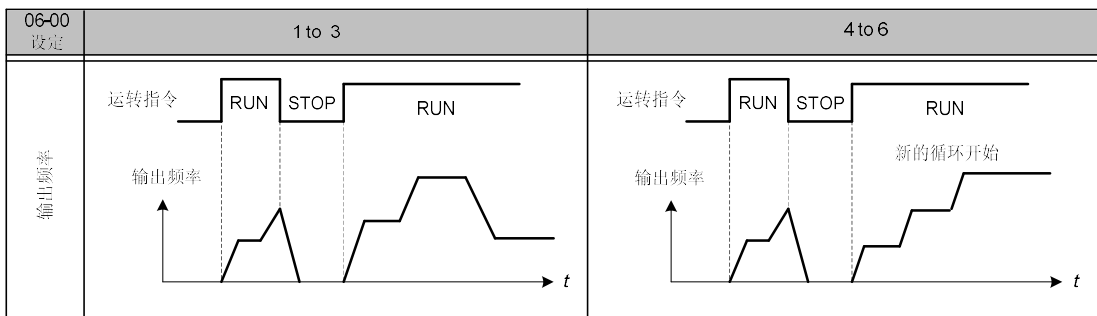 06-00
设定
1 to 3
4 to 6
输出频率
运转指令
RUN
STOP
RUN
输出频率
t
运转指令
RUN
STOP
RUN
新的循环开始
输出频率
t